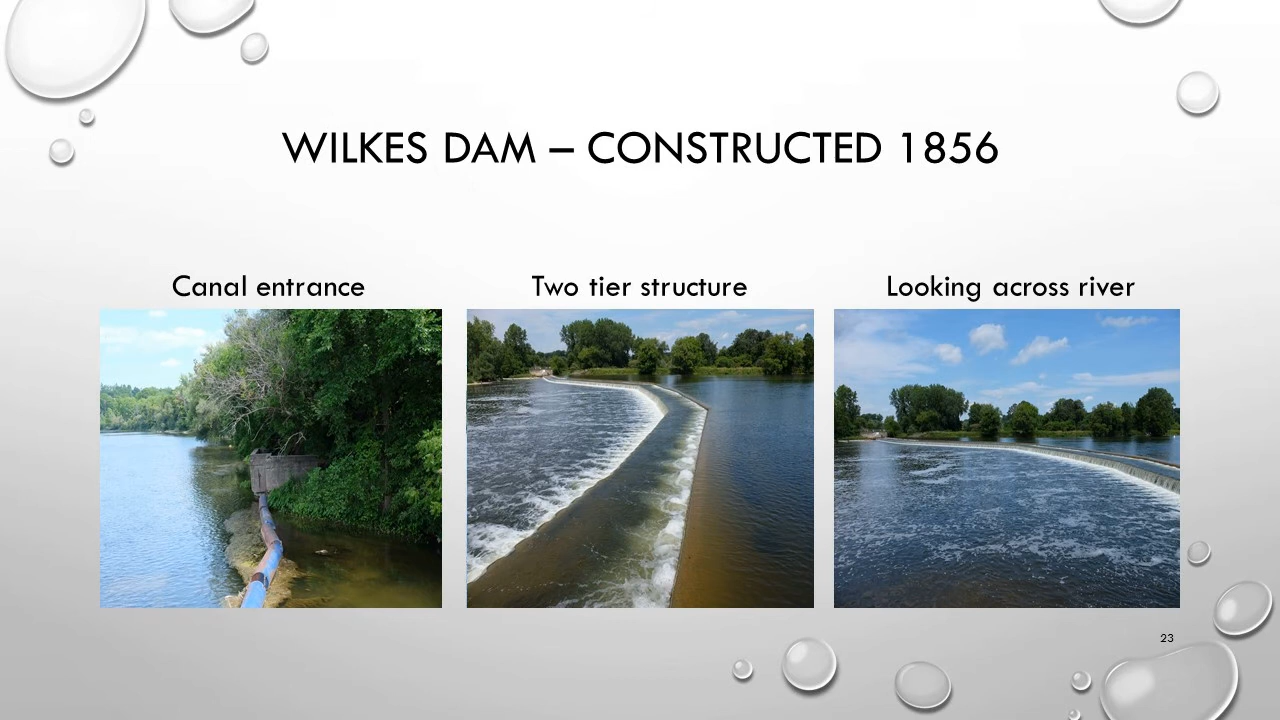 WILKES DAM – CONSTRUCTED 1856
Canal entrance
Two tier structure
Looking across river
23